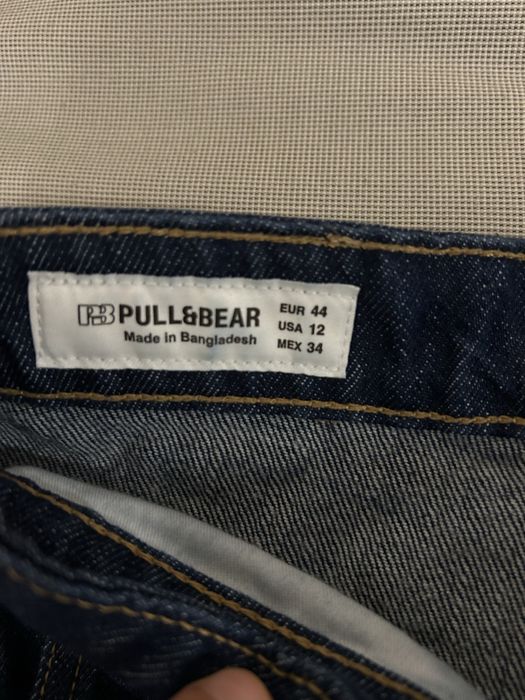 PB PULL&BEAR
Made in Bangladesh
EUR 44
USA 12
MEX 34